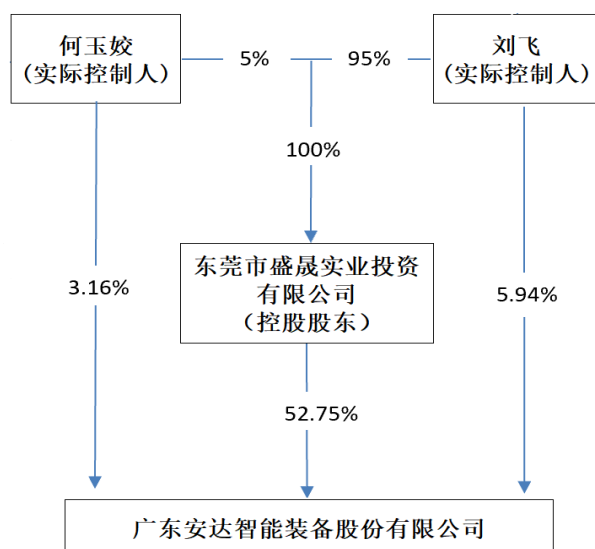 何玉姣
(实际控制人)
5%
95%
刘飞
(实际控制人)
100%
东莞市盛晟实业投资
有限公司
（控股股东）
3.16%
5.94%
52.75%
广东安达智能装备股份有限公司